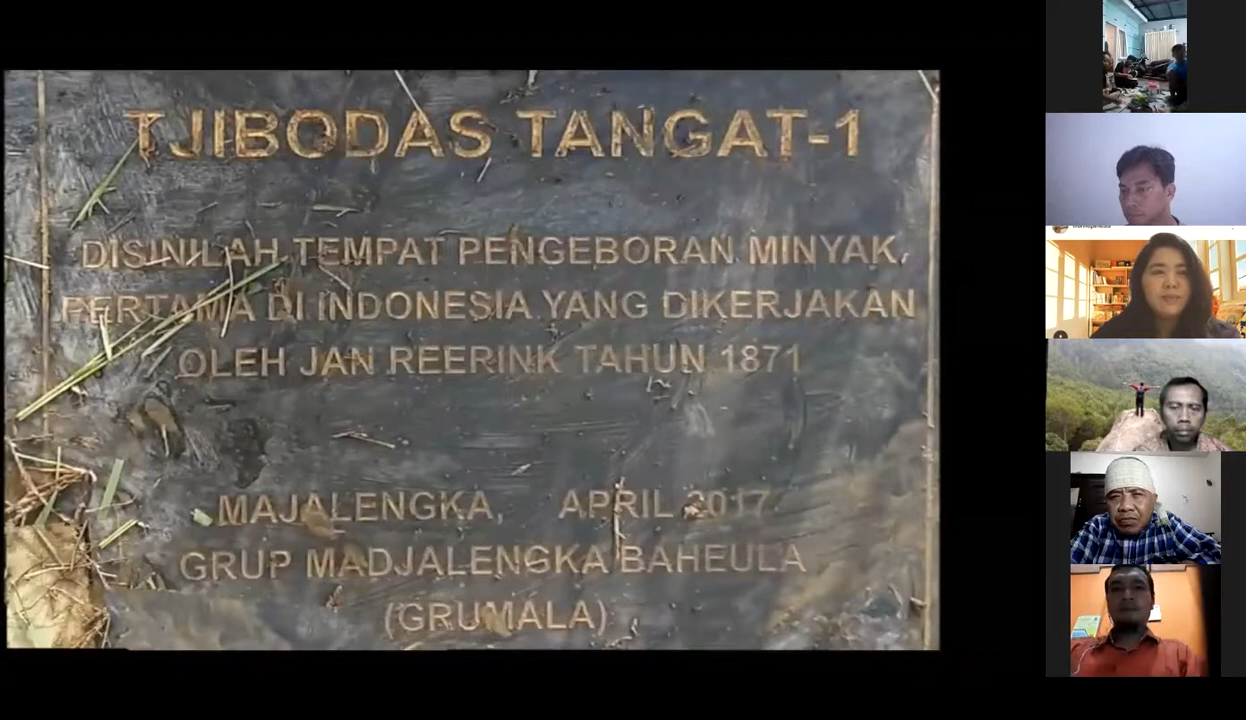 TJIBODAS TANGAT-1
DISINILAH TEMPAT PENGEBORAN MINYAK,
PERTAMA DI INDONESIA YANG DIKERJAKAN
OLEH JAN REERINK TAHUN 1871
MAJALENGKA, APRIL 2017
GRUP MADJALENGKA BAHEULA
(GRUMALA)